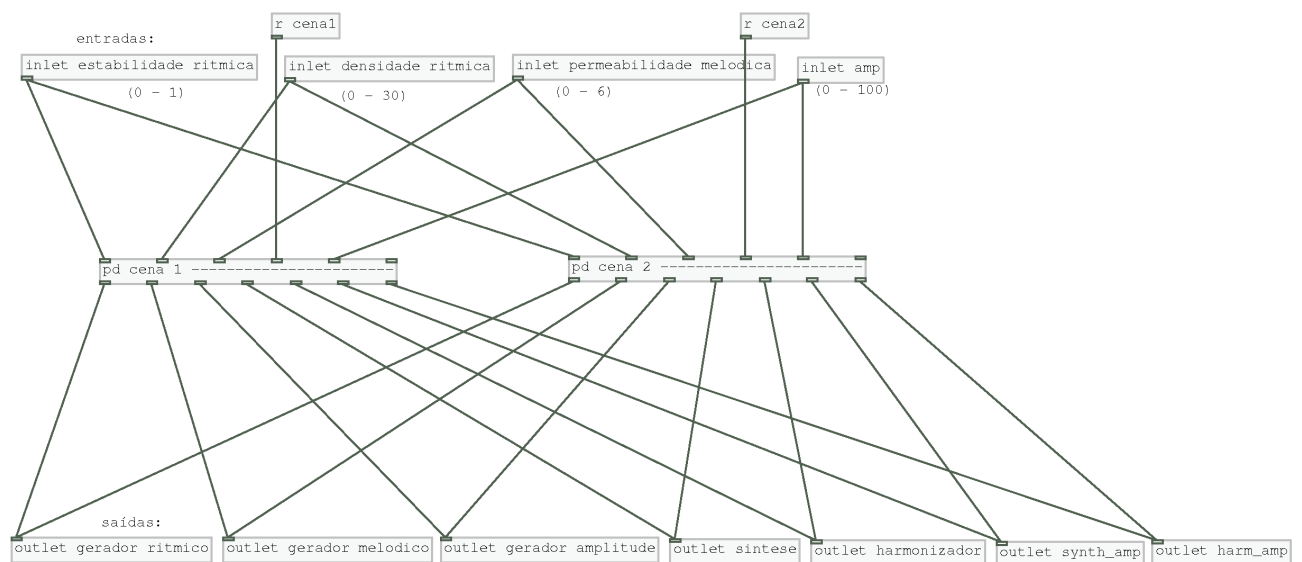 r cena1
r cena2
entradas:
inlet estabilidade ritmica
inlet densidade ritmica
inlet permeabilidade melodica
inlet amp
(0 - 1)
(0 - 30)
(0 - 6)
(0 - 100)
pd cena 1 --------------------------
pd cena 2 --------------------------
saídas:
outlet gerador ritmico
outlet gerador melodico
outlet gerador amplitude
outlet sintese
outlet harmonizador
outlet synth_amp
outlet harm_amp